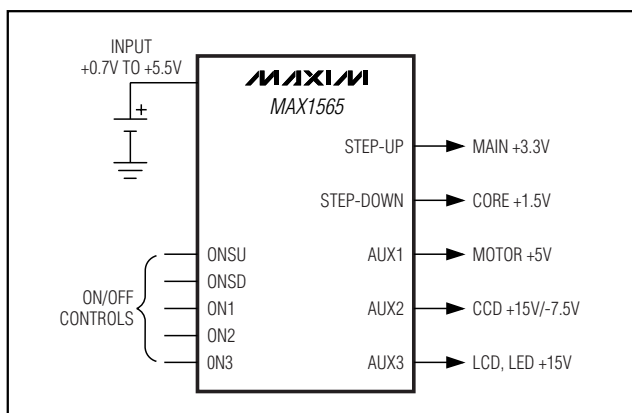 INPUT
+0.7V TO +5.5V
MAXIM
MAX1565
+
STEP-UP
MAIN +3.3V
STEP-DOWN
CORE +1.5V
ONSU
AUX1
MOTOR +5V
ONSD
ON/OFF
CONTROLS
ON1
ON2
AUX2
CCD +15V/-7.5V
0N3
AUX3
LCD, LED +15V